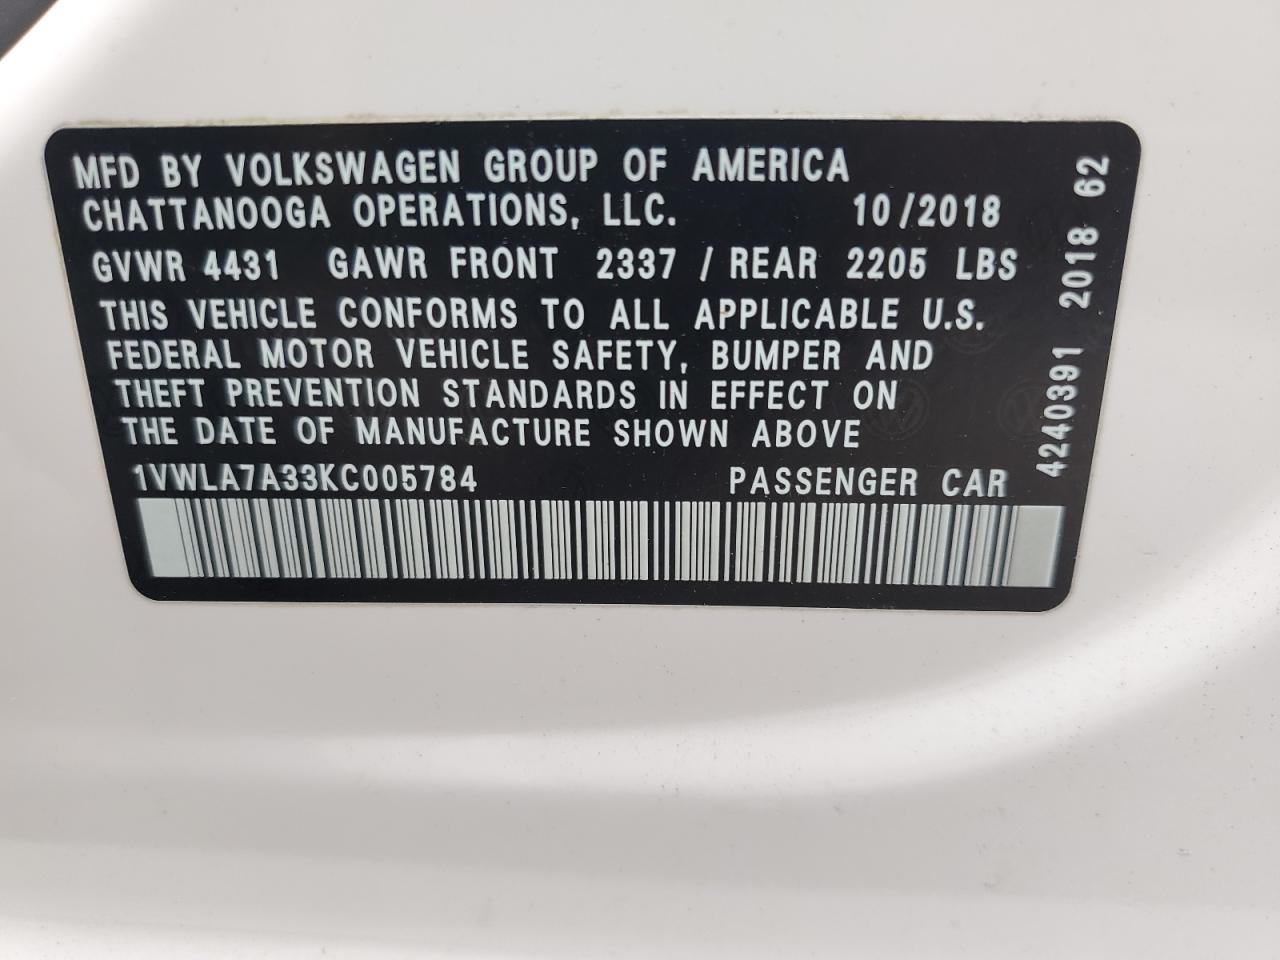 MFD BY VOLKSWAGEN GROUP OF AMERICA
CHATTANOOGA OPERATIONS, LLC. 10/2018
GVWR 4431 GAWR FRONT 2337 / REAR 2205 LBS
THIS VEHICLE CONFORMS TO ALL APPLICABLE U.S.
FEDERAL MOTOR VEHICLE SAFETY, BUMPER AND
THEFT PREVENTION STANDARDS IN EFFECT ON
THE DATE OF MANUFACTURE SHOWN ABOVE
1VWLA7A33KC005784 PASSENGER CAR
4240391 2018 62